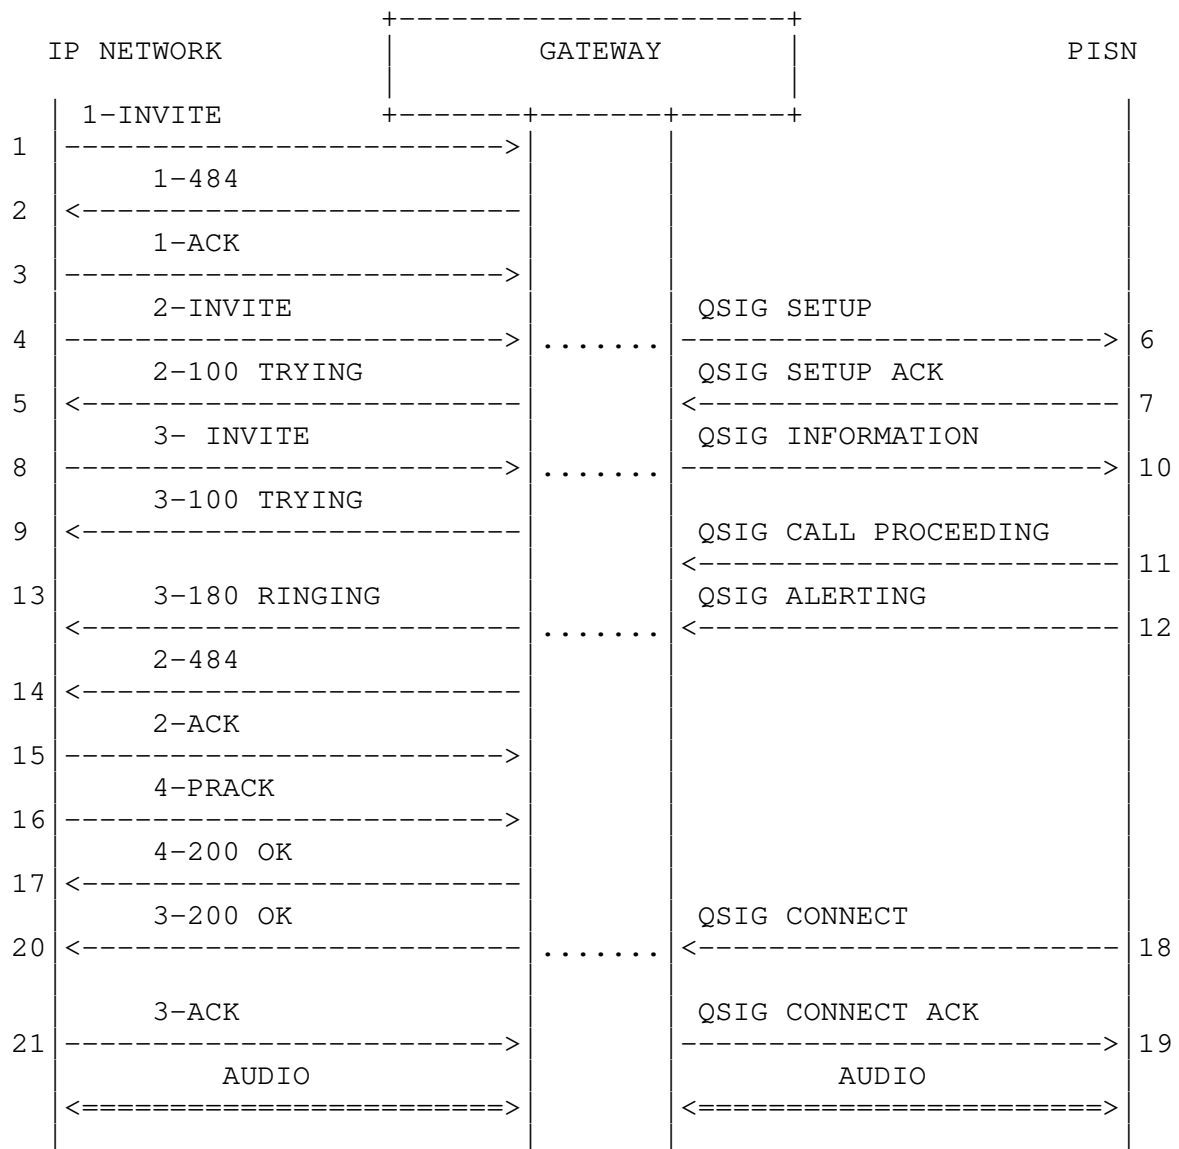 IP NETWORK GATEWAY PISN
1-INVITE
1
1-484
2
1-ACK
3
2-INVITE QSIG SETUP
4 ....... 6
2-100 TRYING QSIG SETUP ACK
5 7
3- INVITE QSIG INFORMATION
8 ....... 10
3-100 TRYING
9 QSIG CALL PROCEEDING
11
13 3-180 RINGING QSIG ALERTING
....... 12
2-484
14
2-ACK
15
4-PRACK
16
4-200 OK
17
3-200 OK QSIG CONNECT
20 ....... 18
3-ACK QSIG CONNECT ACK
21 19
AUDIO AUDIO